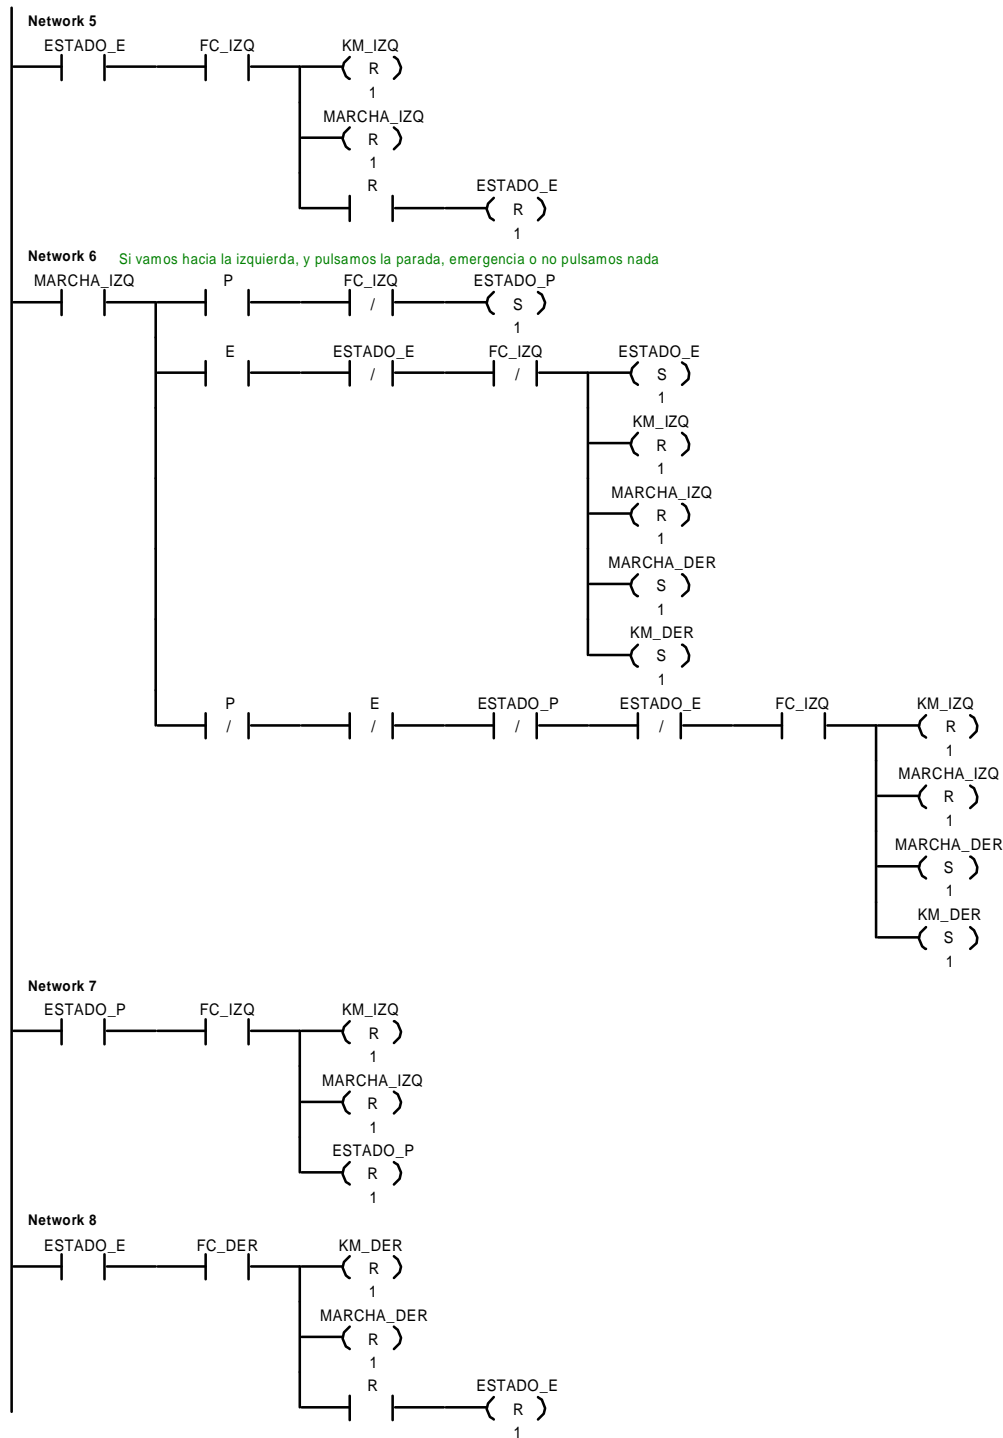 Network 5
ESTADO_E FC_IZQ KM_IZQ
R
1
MARCHA_IZQ
R
1
R ESTADO_E
R
1
Network 6 Si vamos hacia la izquierda, y pulsamos la parada, emergencia o no pulsamos nada
MARCHA_IZQ P FC_IZQ ESTADO_P
/ S
1
E ESTADO_E FC_IZQ ESTADO_E
/ / S
1
KM_IZQ
R
1
MARCHA_IZQ
R
1
MARCHA_DER
S
1
KM_DER
S
1
P E ESTADO_P ESTADO_E FC_IZQ KM_IZQ
/ / / / R
1
MARCHA_IZQ
R
1
MARCHA_DER
S
1
KM_DER
S
1
Network 7
ESTADO_P FC_IZQ KM_IZQ
R
1
MARCHA_IZQ
R
1
ESTADO_P
R
1
Network 8
ESTADO_E FC_DER KM_DER
R
1
MARCHA_DER
R
1
R ESTADO_E
R
1